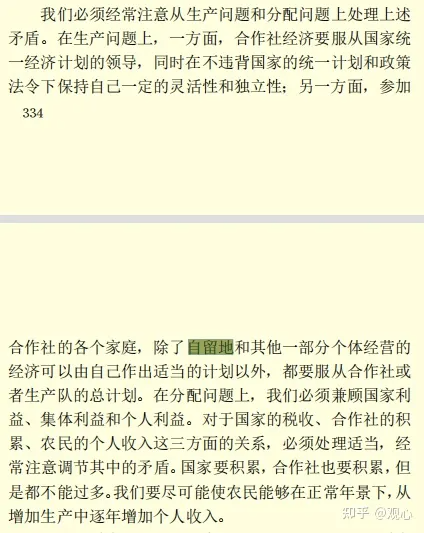 我们必须经常注意从生产问题和分配问题上处理上述
矛盾。在生产问题上，一方面，合作社经济要服从国家统
一经济计划的领导，同时在不违背国家的统一计划和政策
法令下保持自己一定的灵活性和独立性；另一方面，参加
334
合作社的各个家庭，除了自留地和其他一部分个体经营的
经济可以由自己作出适当的计划以外，都要服从合作社或
者生产队的总计划。在分配问题上，我们必须兼顾国家利
益、集体利益和个人利益。对于国家的税收、合作社的积
累、农民的个人收入这三方面的关系，必须处理适当，经
常注意调节其中的矛盾。国家要积累，合作社也要积累，但
是都不能过多。我们要尽可能使农民能够在正常年景下，从
增加生产中逐年增加个人收入。
知乎 @观心